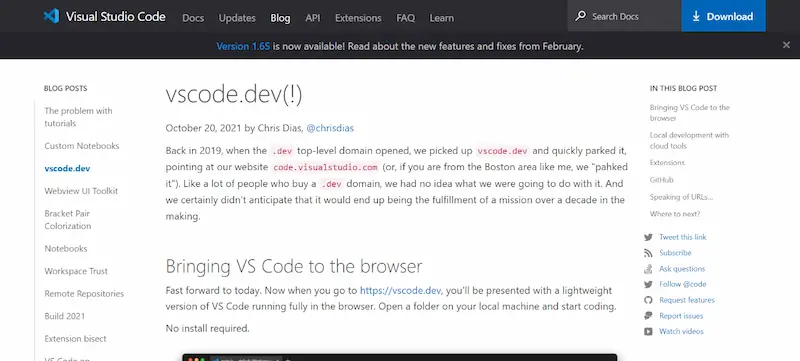 Visual Studio Code Docs Updates Blog API Extensions FAQ Learn Search Docs Download
Version 1.65 is now available! Read about the new features and fixes from February.
BLOG POSTS
The problem with
tutorials
Custom Notebooks
vscode.dev
Webview UI Toolkit
Bracket Pair
Colorization
Notebooks
Workspace Trust
Remote Repositories
Build 2021
Extension bisect
VS Code on
vscode.dev(!)
October 20, 2021 by Chris Dias, @chrisdias
Back in 2019, when the .dev top-level domain opened, we picked up vscode.dev and quickly parked it,
pointing at our website code.visualstudio.com (or, if you are from the Boston area like me, we "pahked
it"). Like a lot of people who buy a .dev domain, we had no idea what we were going to do with it. And
we certainly didn't anticipate that it would end up being the fulfillment of a mission over a decade in the
making.
Bringing VS Code to the browser
Fast forward to today. Now when you go to https://vscode.dev, you'll be presented with a lightweight
version of VS Code running fully in the browser. Open a folder on your local machine and start coding.
No install required.
IN THIS BLOG POST
Bringing VS Code to the
browser
Local development with
cloud tools
Extensions
GitHub
Speaking of URLs...
Where to next?
Tweet this link
Subscribe
Ask questions
Follow @code
Request features
Report issues
Watch videos